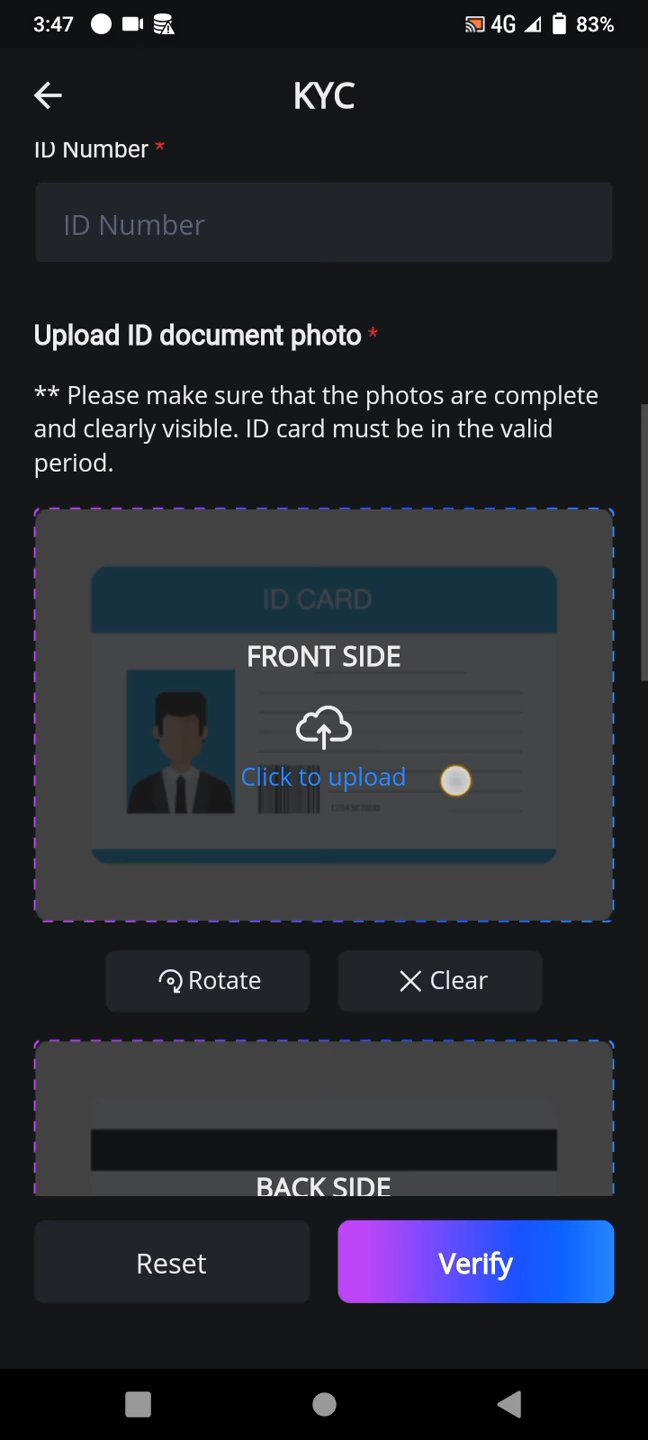 3:47
4G
83%
KYC
ID Number *
ID Number
Upload ID document photo *
** Please make sure that the photos are complete
and clearly visible. ID card must be in the valid
period.
ID CARD
FRONT SIDE
Click to upload
1234567890
Rotate
Clear
BACK SIDE
Reset
Verify